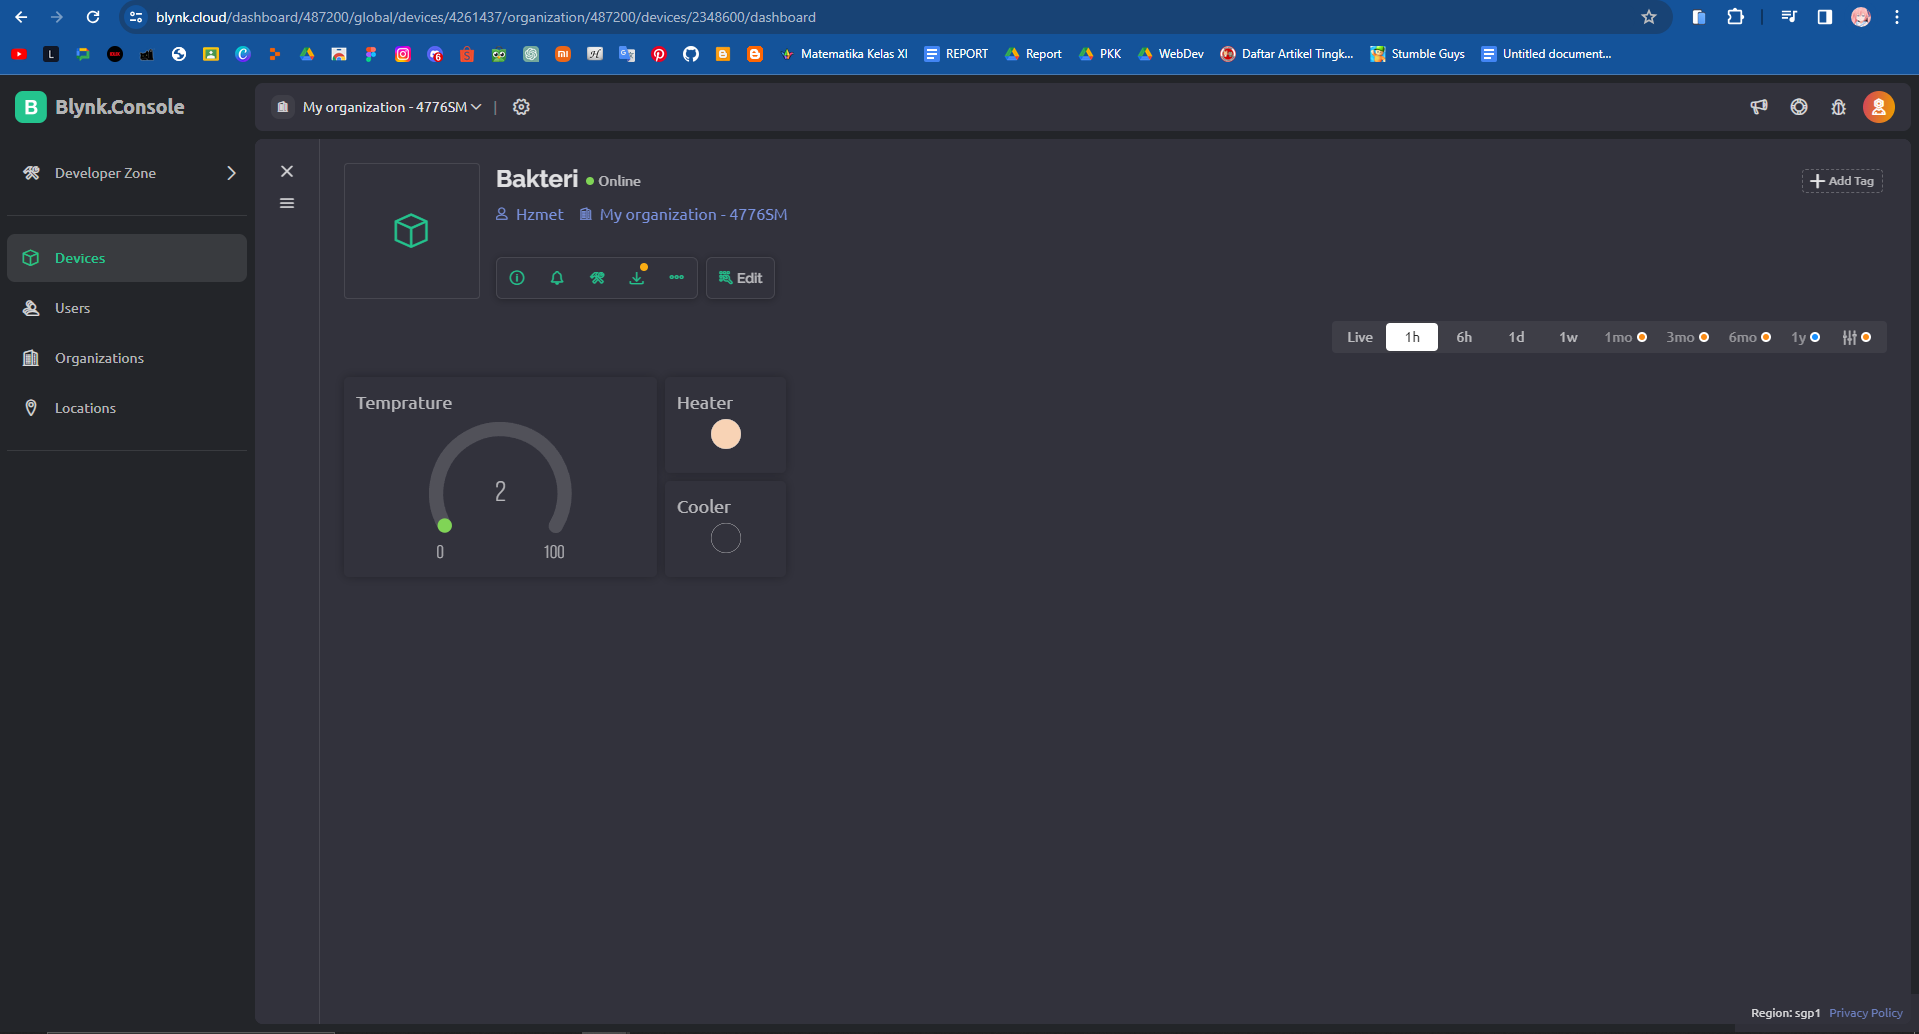 blynk.cloud/dashboard/487200/global/devices/4261437/organization/487200/devices/2348600/dashboard
Matematika Kelas XI REPORT Report PKK WebDev Daftar Artikel Tingk... Stumble Guys Untitled document...
B Blynk.Console
My organization - 4776SM |
Developer Zone
Devices
Users
Organizations
Locations
Bakteri Online
Hzmet My organization - 4776SM
Add Tag
Edit
Live 1h 6h 1d 1w 1mo 3mo 6mo 1y
Temprature
2
0 100
Heater
Cooler
Region: sgp1 Privacy Policy